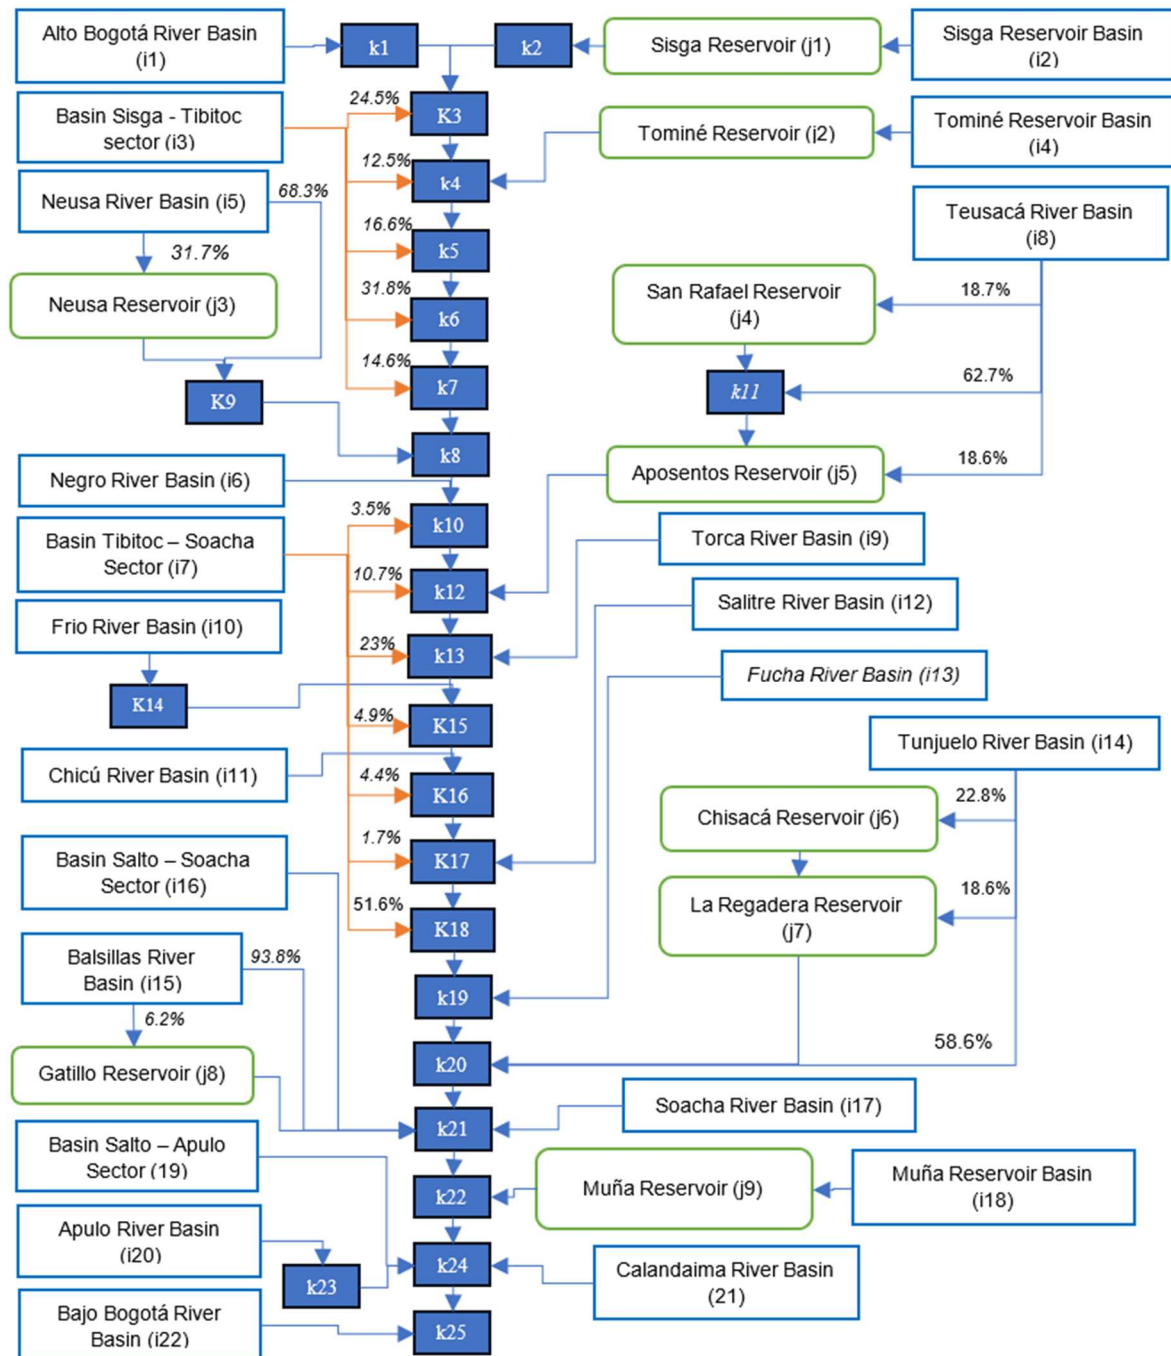 Alto Bogotá River Basin
(i1)
k1
k2
Sisga Reservoir (j1)
Sisga Reservoir Basin
(i2)
24.5%
K3
Basin Sisga - Tibitoc
sector (i3)
12.5%
k4
Tominé Reservoir (j2)
Tominé Reservoir Basin
(i4)
Neusa River Basin (i5)
68.3%
16.6%
k5
Teusacá River Basin
(i8)
31.7%
Neusa Reservoir (j3)
31.8%
k6
San Rafael Reservoir
(j4)
18.7%
14.6%
k7
k11
62.7%
K9
k8
Negro River Basin (i6)
Aposentos Reservoir (j5)
18.6%
3.5%
k10
Basin Tibitoc – Soacha
Sector (i7)
Torca River Basin (i9)
10.7%
k12
Salitre River Basin (i12)
Frio River Basin (i10)
23%
k13
Fucha River Basin (i13)
K14
4.9%
K15
Tunjuelo River Basin (i14)
Chicú River Basin (i11)
4.4%
K16
22.8%
Chisacá Reservoir (j6)
1.7%
K17
Basin Salto – Soacha
Sector (i16)
18.6%
La Regadera Reservoir
(j7)
51.6%
K18
Balsillas River
Basin (i15)
93.8%
k19
6.2%
58.6%
k20
Gatillo Reservoir (j8)
Soacha River Basin (i17)
k21
Basin Salto – Apulo
Sector (19)
k22
Muña Reservoir (j9)
Muña Reservoir Basin
(i18)
Apulo River Basin
(i20)
k23
k24
Calandaima River Basin
(21)
Bajo Bogotá River
Basin (i22)
k25